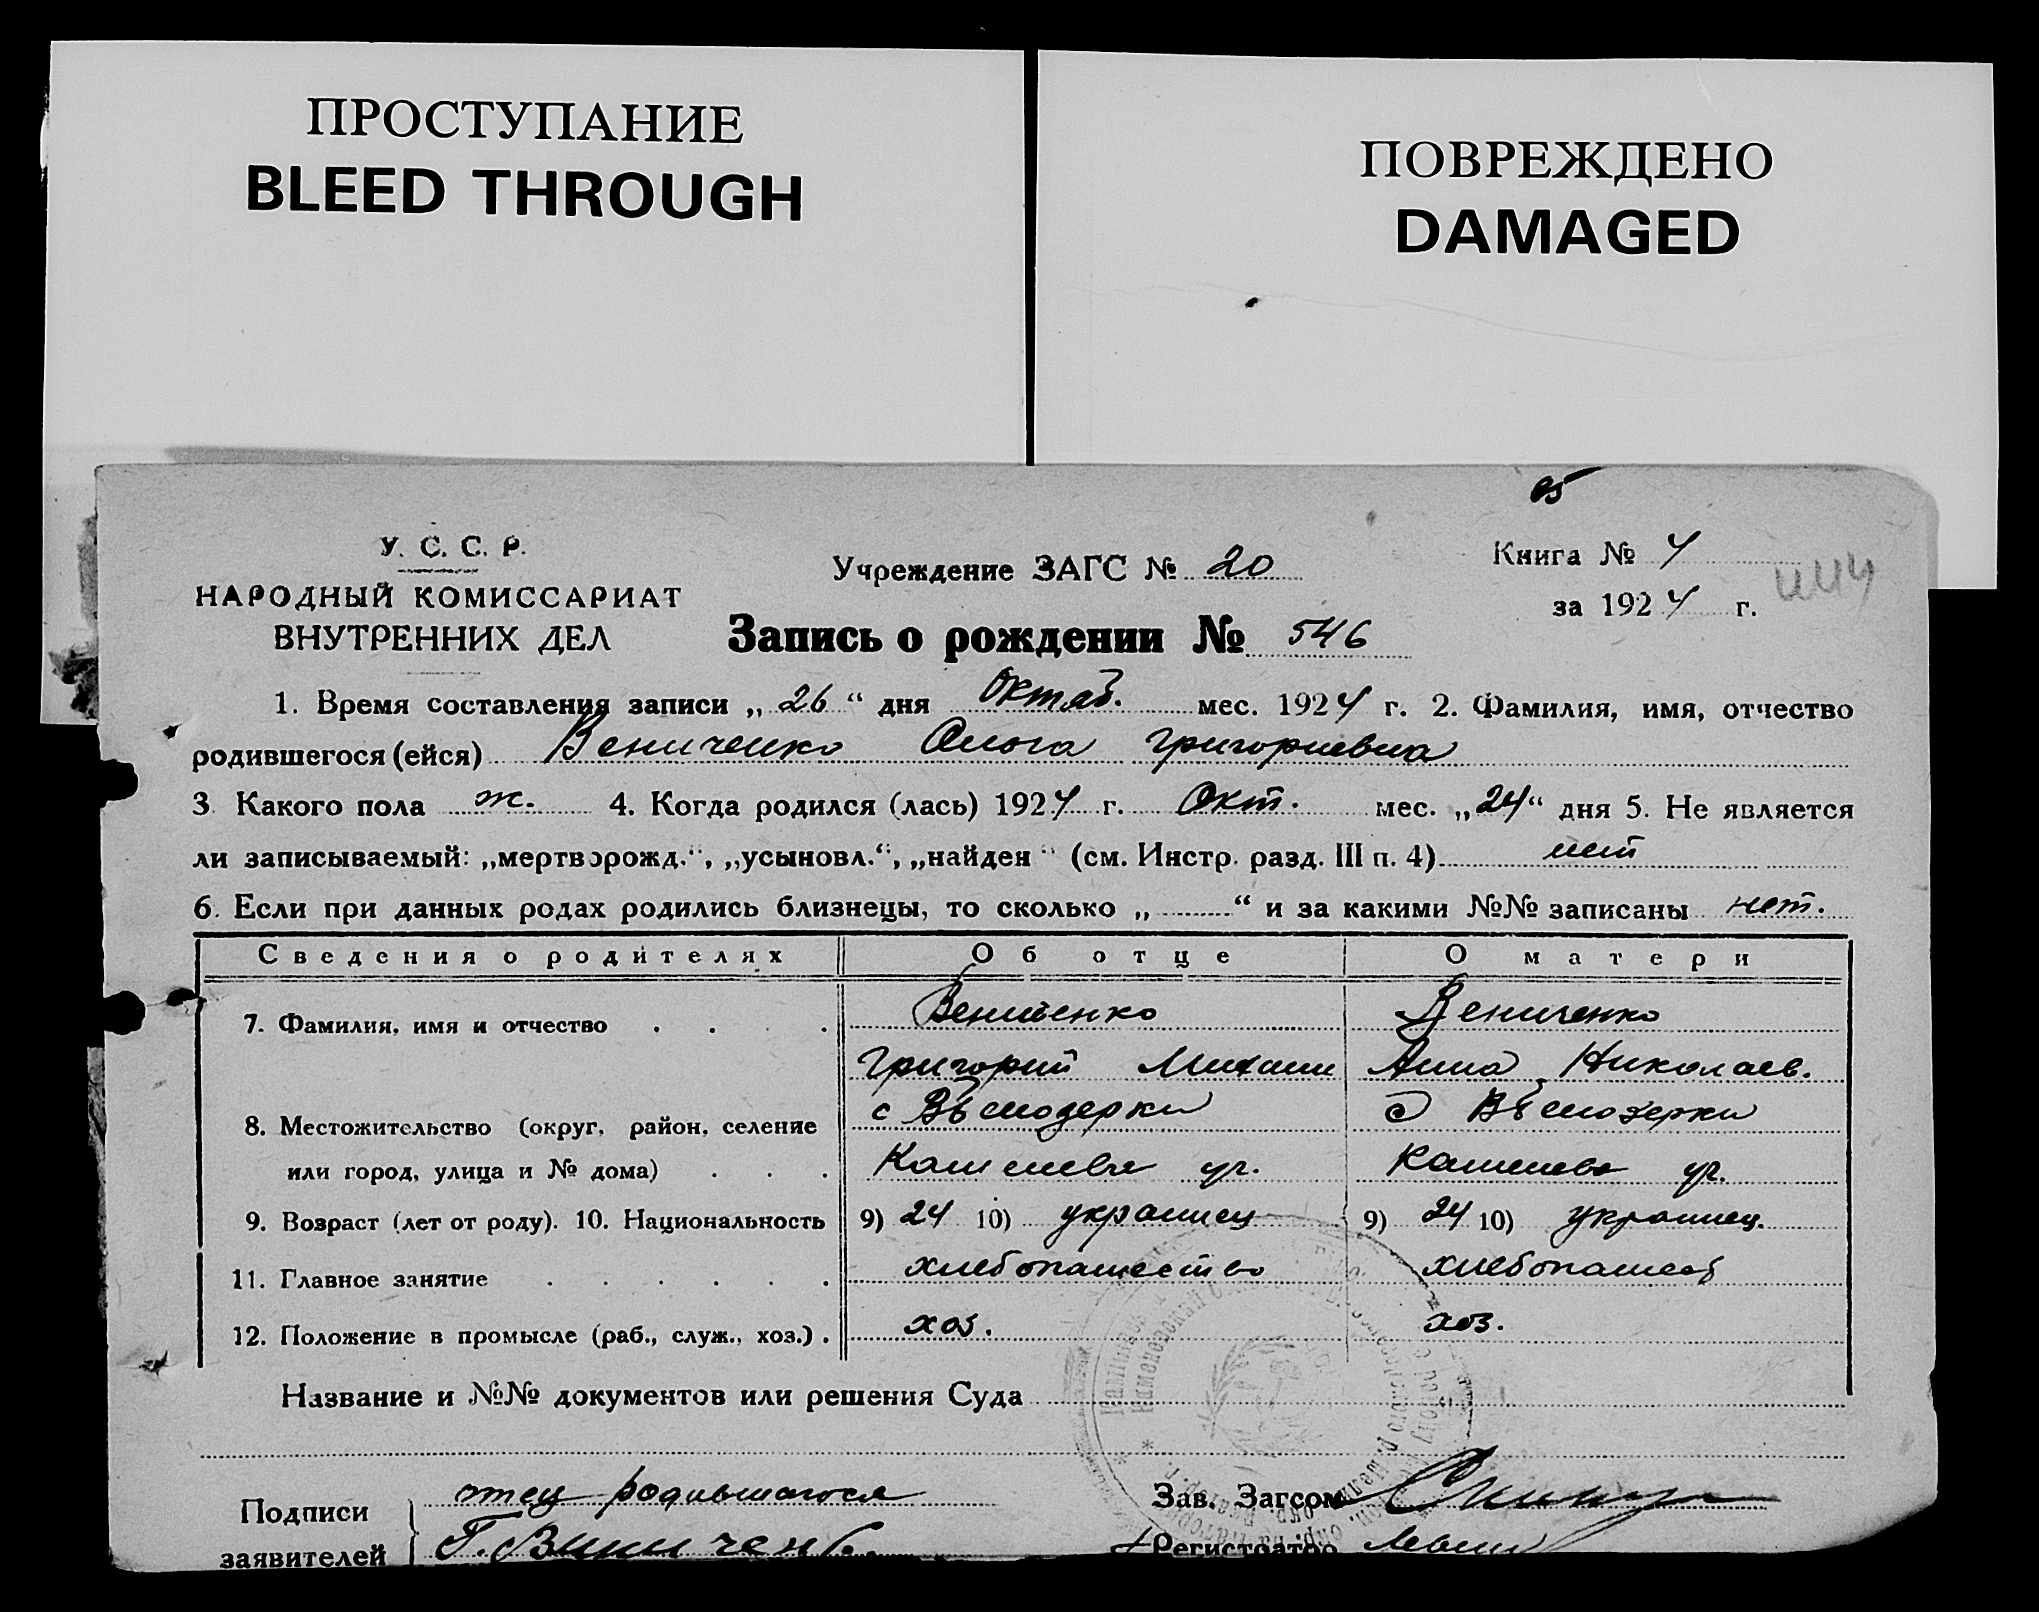 ПРОСТУПАНИЕ
BLEED THROUGH
ПОВРЕЖДЕНО
DAMAGED
У. С. С. Р.
НАРОДНЫЙ КОМИССАРИАТ
ВНУТРЕННИХ ДЕЛ
Учреждение ЗАГС № 20
Книга № 4
за 1924 г.
Запись о рождении № 546
1. Время составления записи „26“ дня Октяб. мес. 1924 г. 2. Фамилия, имя, отчество
родившегося (ейся) Вениченко Ольга Григориевна
3. Какого пола ж. 4. Когда родился (лась) 1924 г. Окт. мес. „24“ дня 5. Не является
ли записываемый: „мертворожд.“, „усыновл.“, „найден“ (см. Инстр. разд. III п. 4) нет
6. Если при данных родах родились близнецы, то сколько „ “ и за какими №№ записаны нет.
Сведения о родителях Об отце О матери
7. Фамилия, имя и отчество . . . . Вениченко Вениченко
Григорий Анна Николаев.
8. Местожительство (округ, район, селение с
или город, улица и № дома) . . .
9. Возраст (лет от роду). 10. Национальность 9) 24 10) украинец 9) 24 10) украинец.
11. Главное занятие . . . . . . хлебопашество
12. Положение в промысле (раб., служ., хоз.) . хоз. хоз.
Название и №№ документов или решения Суда
Подписи заявителей
отец родившагося
Зав. Загсом
Регистратор